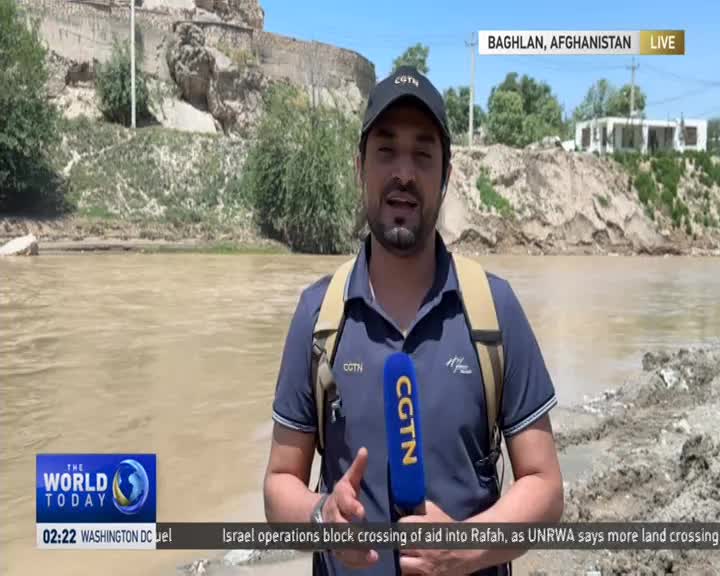 BAGHLAN, AFGHANISTAN LIVE
CGTN
CGTN
CGTN
THE
WORLD
TODAY
02:22 WASHINGTON DC
uel Israel operations block crossing of aid into Rafah, as UNRWA says more land crossing